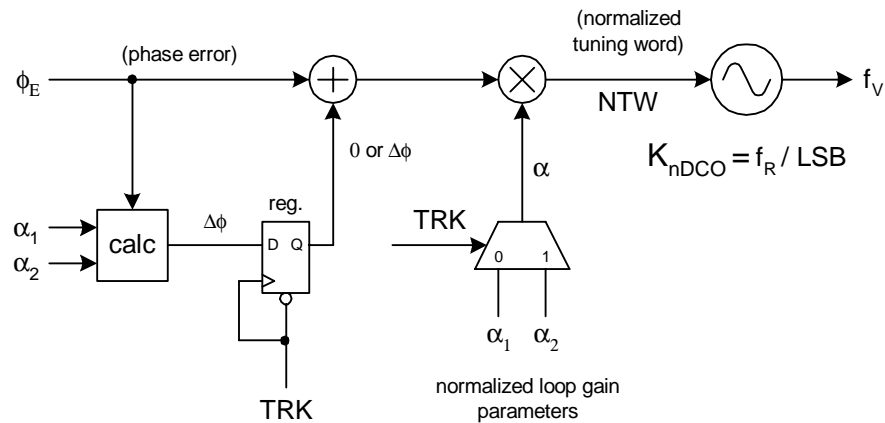 (phase error)
(normalized
tuning word)
ϕE
NTW
fV
0 or Δϕ
KnDCO = fR / LSB
α
reg.
Δϕ
TRK
α1
α2
calc
D Q
0 1
α1 α2
TRK
normalized loop gain
parameters